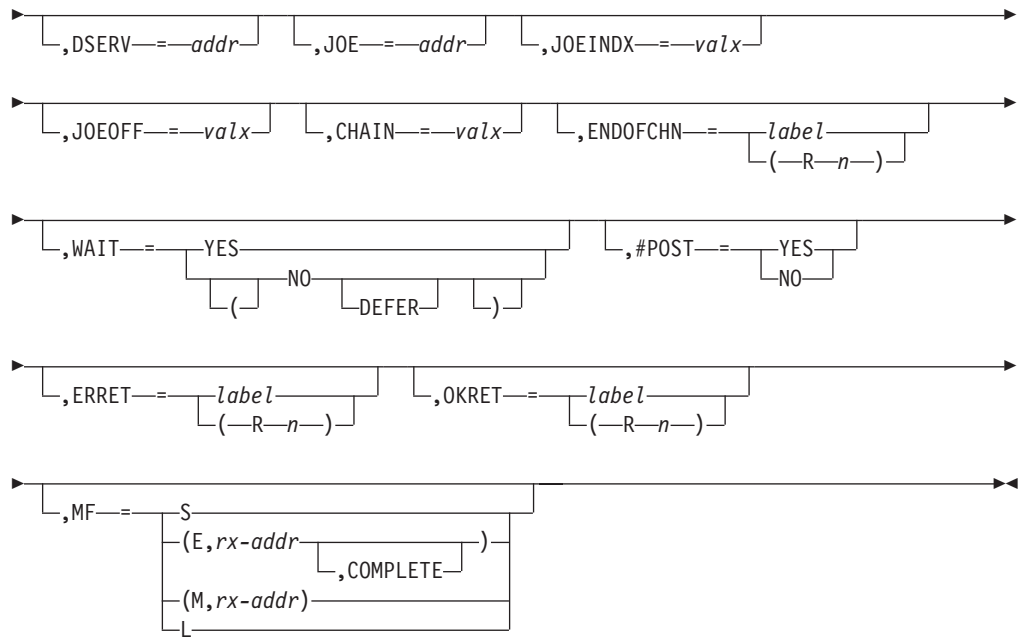 ,DSERV = addr ,JOE = addr ,JOEINDX = valx
,JOEOFF = valx ,CHAIN = valx ,ENDOFCHN = label
( R n )
,WAIT = YES ,#POST = YES
( NO DEFER ) NO
,ERRET = label ,OKRET = label
( R n ) ( R n )
,MF = S
(E,rx-addr ,COMPLETE )
(M,rx-addr)
L